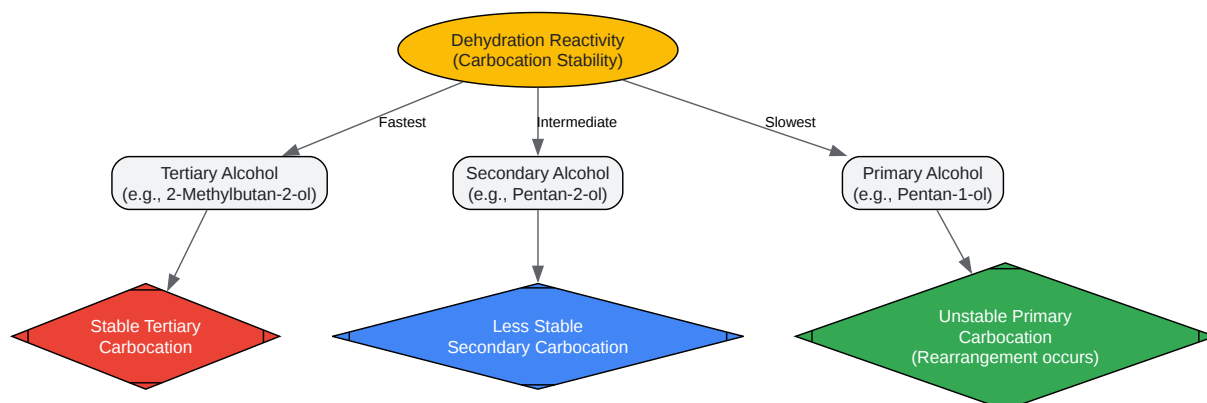 Dehydration Reactivity
(Carbocation Stability)
Fastest
Intermediate
Slowest
Tertiary Alcohol
(e.g., 2-Methylbutan-2-ol)
Secondary Alcohol
(e.g., Pentan-2-ol)
Primary Alcohol
(e.g., Pentan-1-ol)
Stable Tertiary
Carbocation
Less Stable
Secondary Carbocation
Unstable Primary
Carbocation
(Rearrangement occurs)